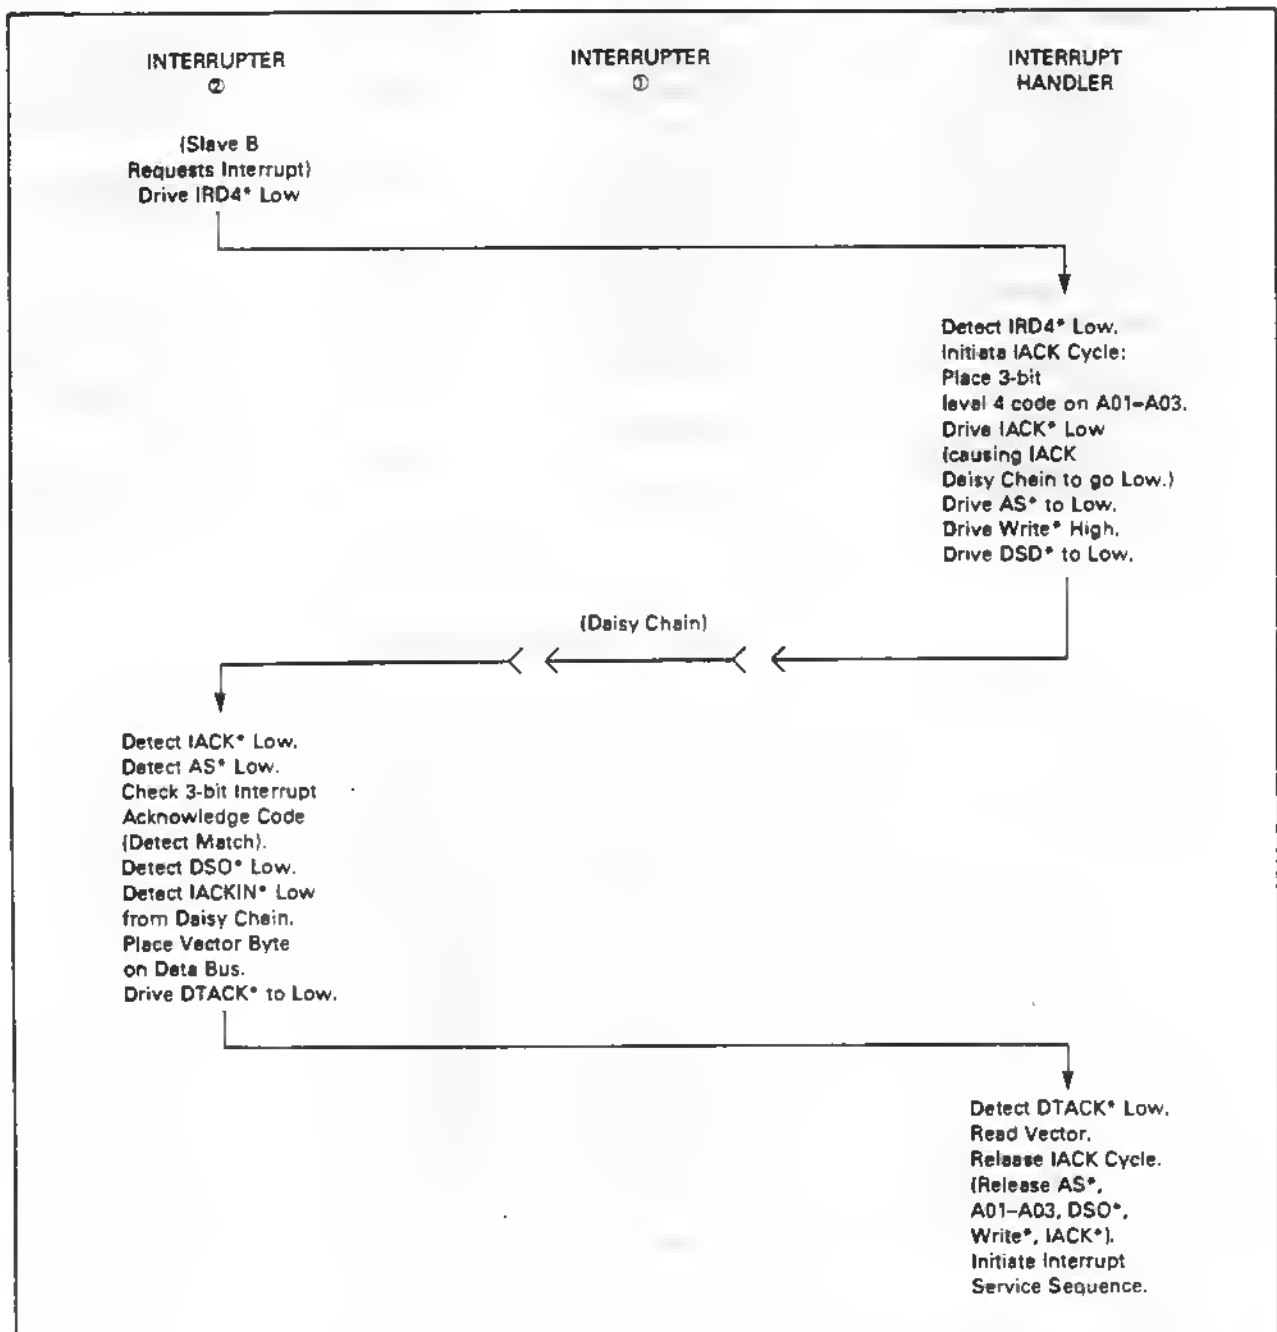 INTERRUPTER
②
INTERRUPTER
①
INTERRUPT
HANDLER
(Slave B
Requests Interrupt)
Drive IRD4* Low
Detect IRD4* Low.
Initiate IACK Cycle:
Place 3-bit
level 4 code on A01–A03.
Drive IACK* Low
(causing IACK
Daisy Chain to go Low.)
Drive AS* to Low.
Drive Write* High.
Drive DSD* to Low.
(Daisy Chain)
Detect IACK* Low.
Detect AS* Low.
Check 3-bit Interrupt
Acknowledge Code
(Detect Match).
Detect DSO* Low.
Detect IACKIN* Low
from Daisy Chain.
Place Vector Byte
on Data Bus.
Drive DTACK* to Low.
Detect DTACK* Low.
Read Vector.
Release IACK Cycle.
(Release AS*,
A01–A03, DSO*,
Write*, IACK*).
Initiate Interrupt
Service Sequence.